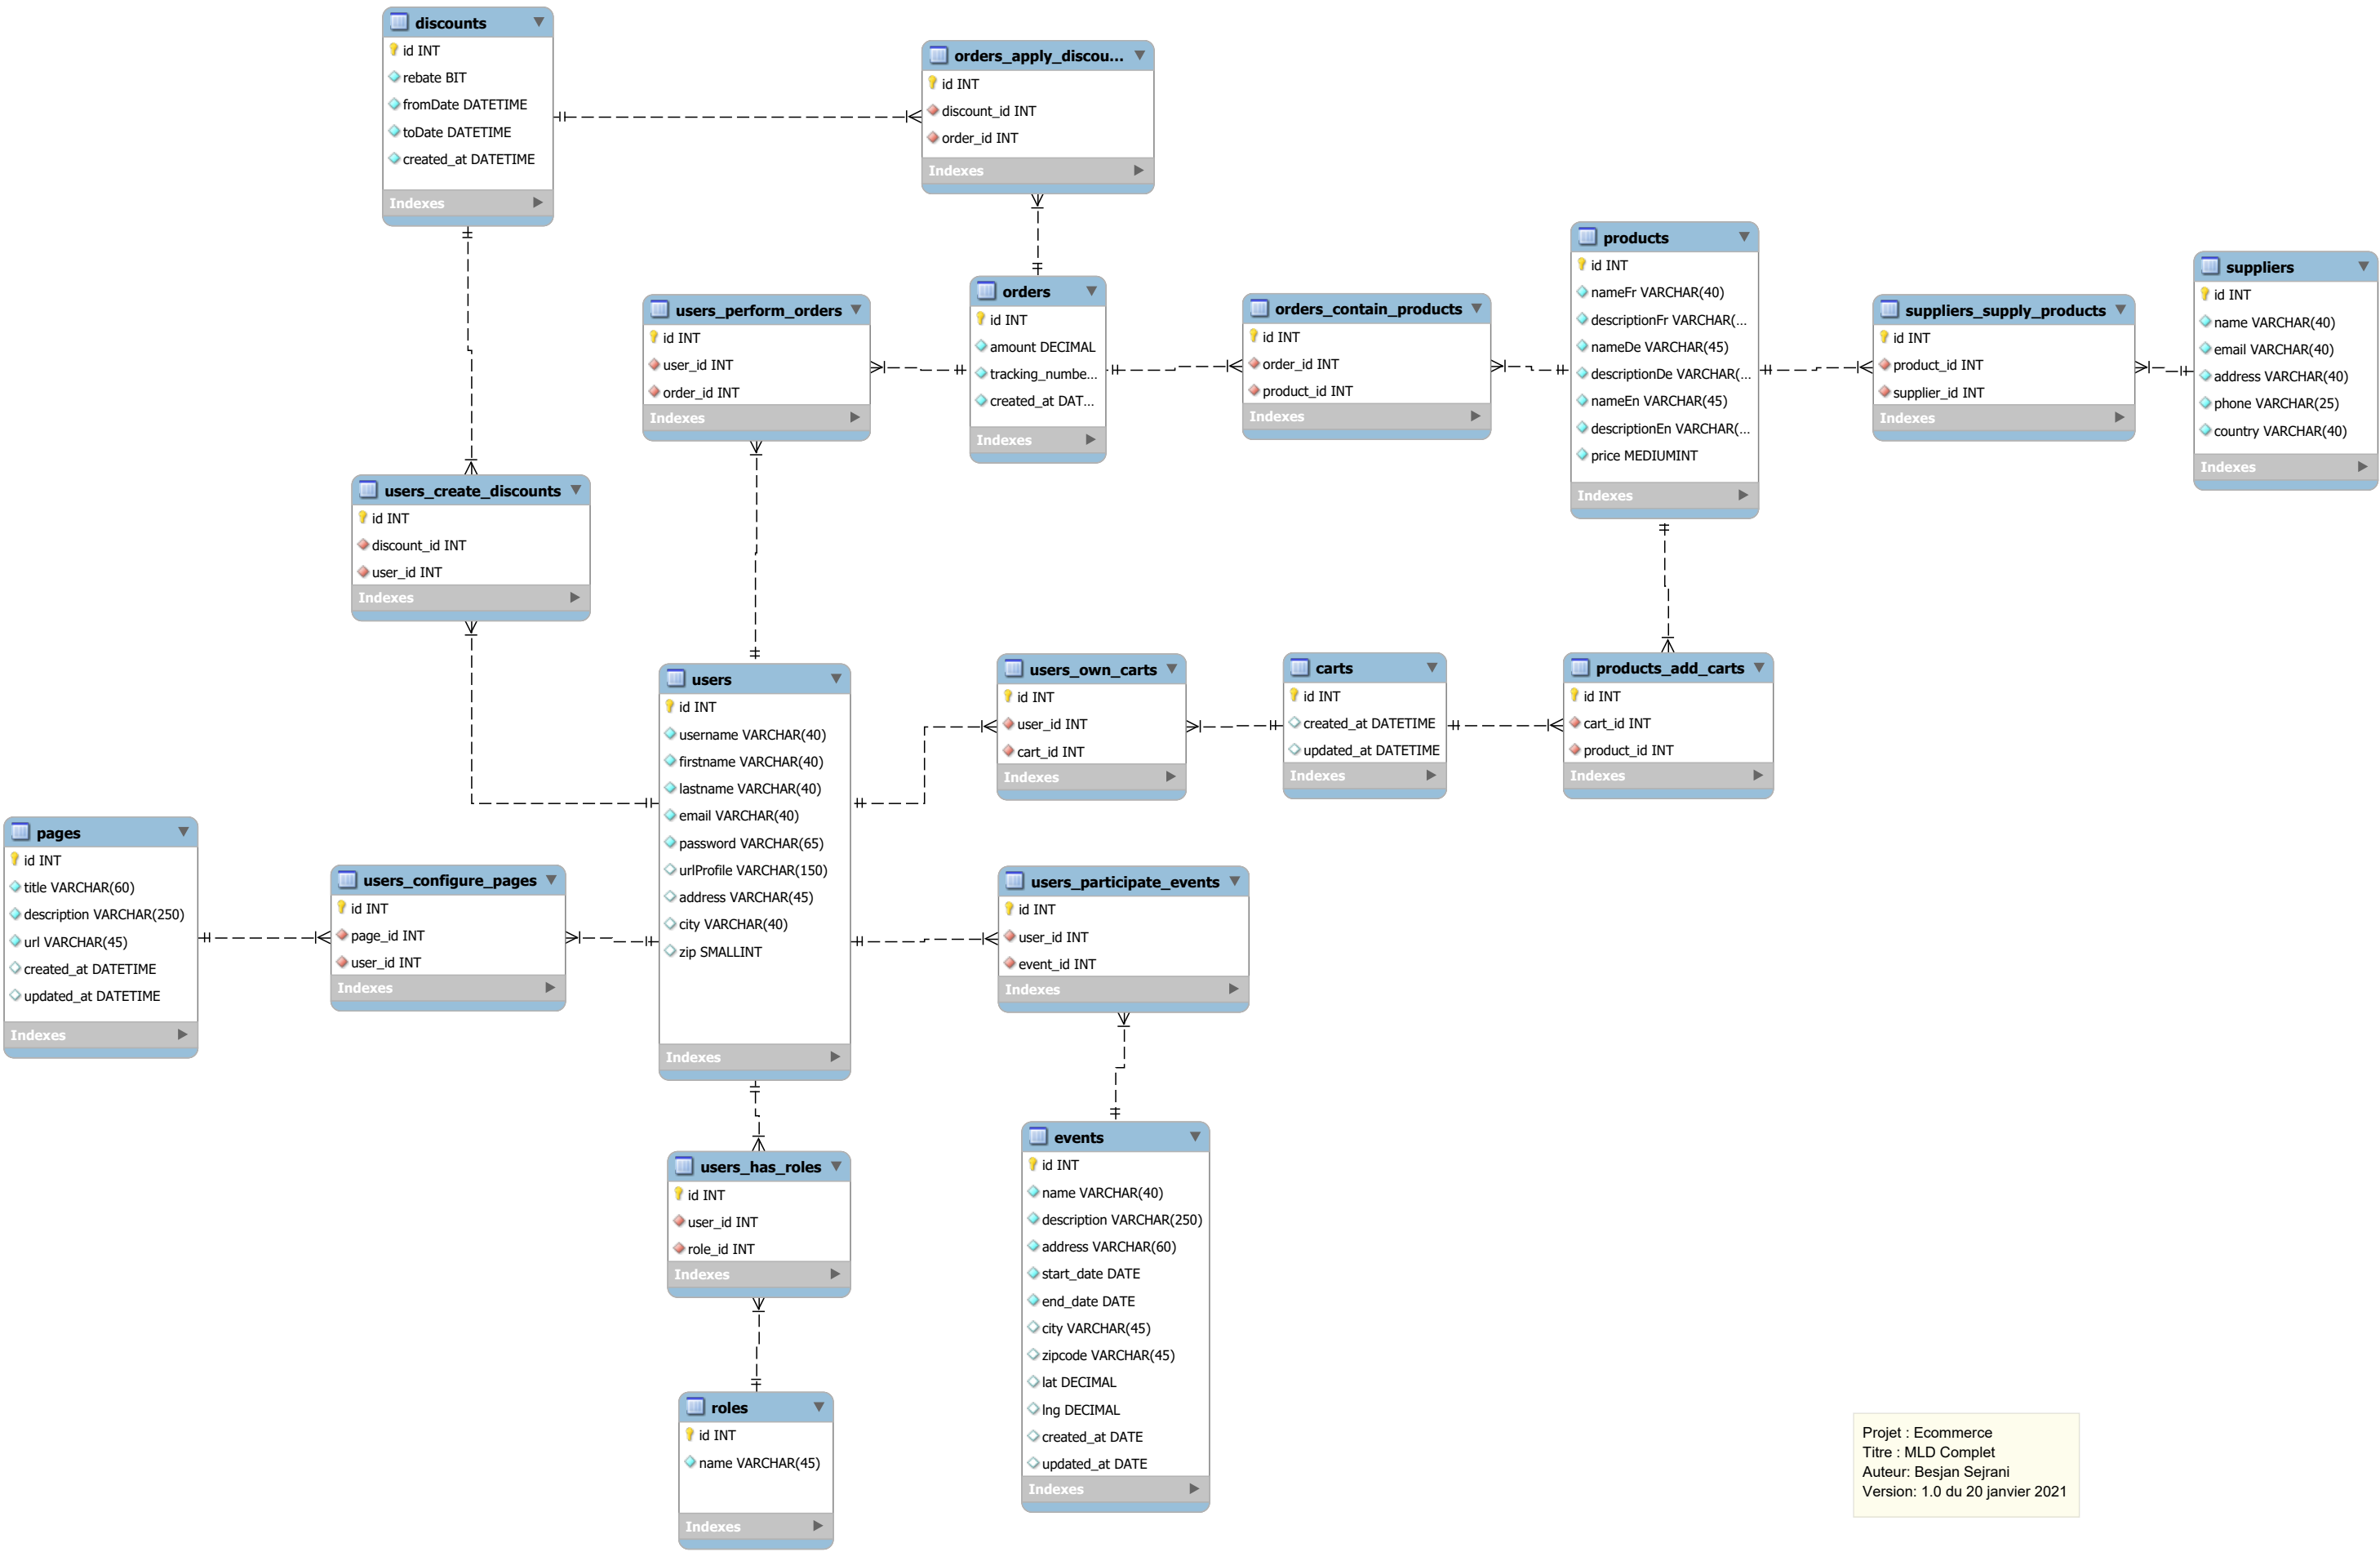 discounts
id INT
rebate BIT
fromDate DATETIME
toDate DATETIME
created_at DATETIME
Indexes
orders_apply_discou...
id INT
discount_id INT
order_id INT
Indexes
products
id INT
nameFr VARCHAR(40)
descriptionFr VARCHAR(...
nameDe VARCHAR(45)
descriptionDe VARCHAR(...
nameEn VARCHAR(45)
descriptionEn VARCHAR(...
price MEDIUMINT
Indexes
suppliers
id INT
name VARCHAR(40)
email VARCHAR(40)
address VARCHAR(40)
phone VARCHAR(25)
country VARCHAR(40)
Indexes
users_perform_orders
id INT
user_id INT
order_id INT
Indexes
orders
id INT
amount DECIMAL
tracking_numbe...
created_at DAT...
Indexes
orders_contain_products
id INT
order_id INT
product_id INT
Indexes
suppliers_supply_products
id INT
product_id INT
supplier_id INT
Indexes
users_create_discounts
id INT
discount_id INT
user_id INT
Indexes
users
id INT
username VARCHAR(40)
firstname VARCHAR(40)
lastname VARCHAR(40)
email VARCHAR(40)
password VARCHAR(65)
urlProfile VARCHAR(150)
address VARCHAR(45)
city VARCHAR(40)
zip SMALLINT
Indexes
users_own_carts
id INT
user_id INT
cart_id INT
Indexes
carts
id INT
created_at DATETIME
updated_at DATETIME
Indexes
products_add_carts
id INT
cart_id INT
product_id INT
Indexes
pages
id INT
title VARCHAR(60)
description VARCHAR(250)
url VARCHAR(45)
created_at DATETIME
updated_at DATETIME
Indexes
users_configure_pages
id INT
page_id INT
user_id INT
Indexes
users_participate_events
id INT
user_id INT
event_id INT
Indexes
users_has_roles
id INT
user_id INT
role_id INT
Indexes
events
id INT
name VARCHAR(40)
description VARCHAR(250)
address VARCHAR(60)
start_date DATE
end_date DATE
city VARCHAR(45)
zipcode VARCHAR(45)
lat DECIMAL
lng DECIMAL
created_at DATE
updated_at DATE
Indexes
roles
id INT
name VARCHAR(45)
Indexes
Projet : Ecommerce
Titre : MLD Complet
Auteur: Besjan Sejrani
Version: 1.0 du 20 janvier 2021